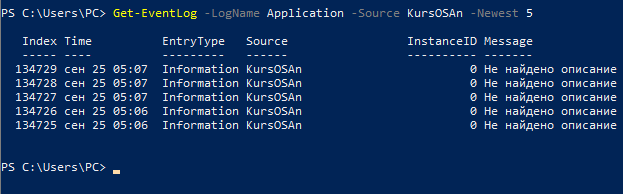 PS C:\Users\PC> Get-EventLog -LogName Application -Source KursOSAn -Newest 5
Index Time EntryType Source InstanceID Message
----- ---- --------- ------ ---------- -------
134729 сен 25 05:07 Information KursOSAn 0 Не найдено описание
134728 сен 25 05:07 Information KursOSAn 0 Не найдено описание
134727 сен 25 05:07 Information KursOSAn 0 Не найдено описание
134726 сен 25 05:06 Information KursOSAn 0 Не найдено описание
134725 сен 25 05:06 Information KursOSAn 0 Не найдено описание
PS C:\Users\PC>